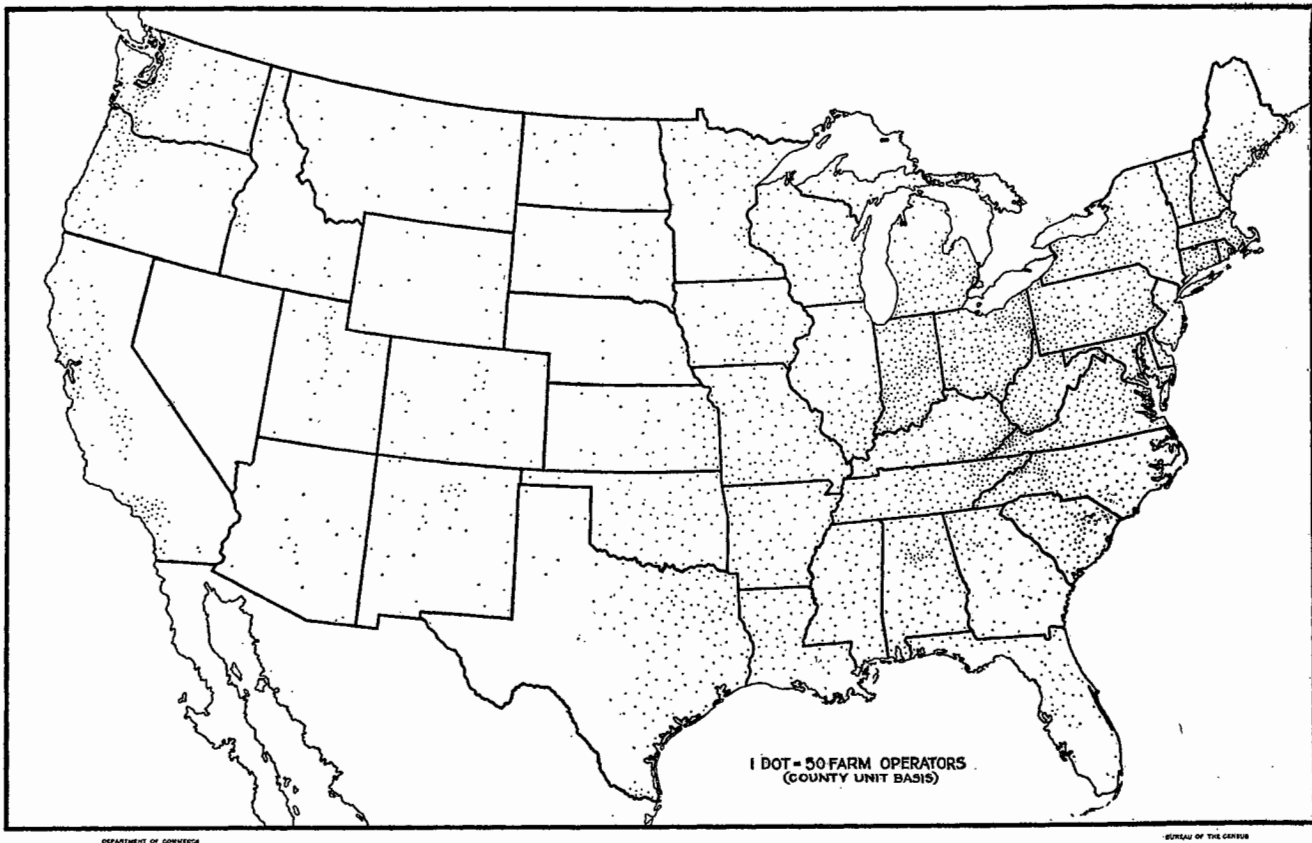 1 DOT = 50 FARM OPERATORS
(COUNTY UNIT BASIS)
DEPARTMENT OF COMMERCE
BUREAU OF THE CENSUS